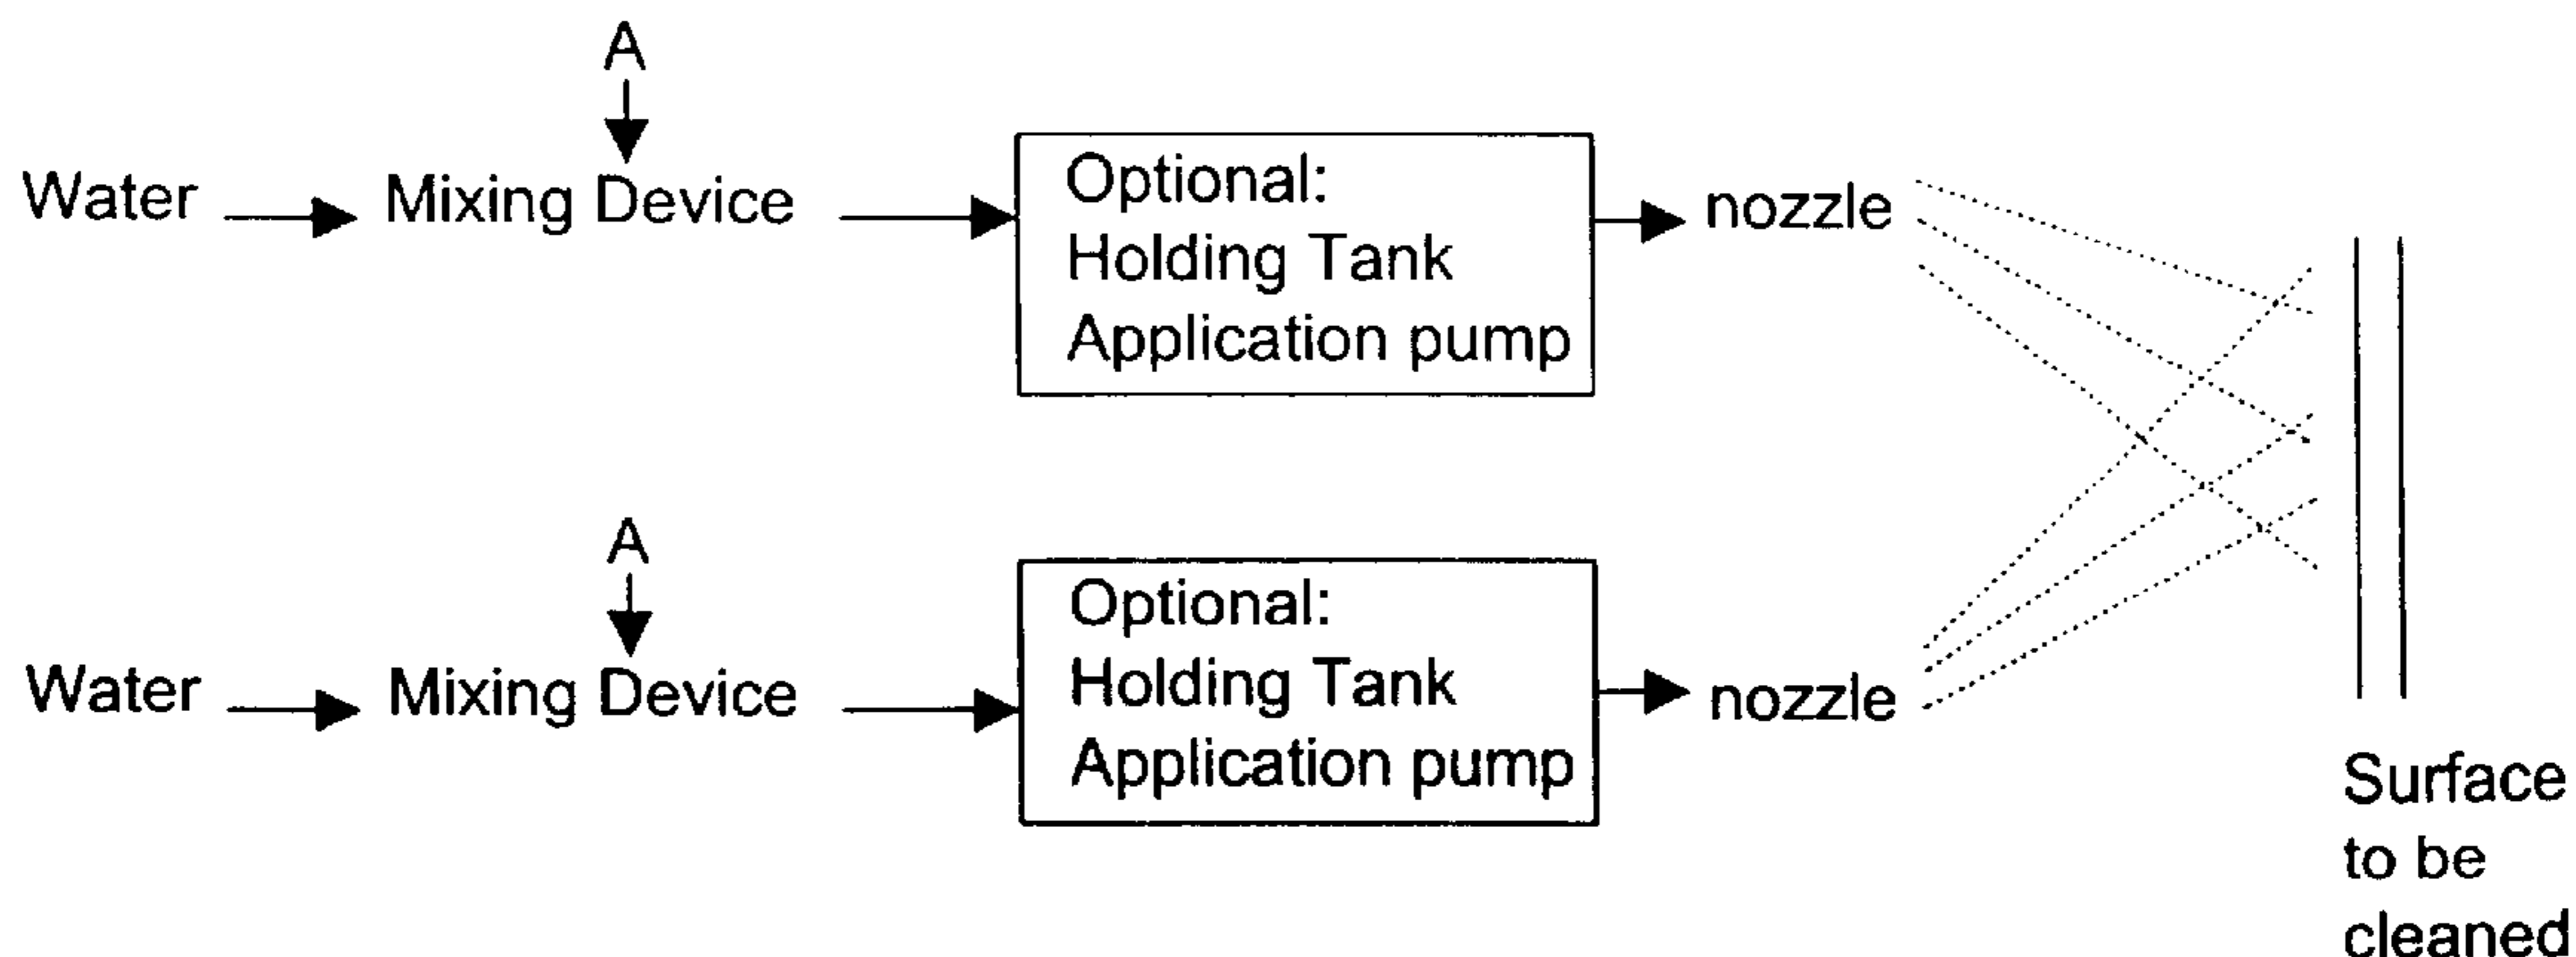 A
Water Mixing Device
Optional:
Holding Tank
Application pump
nozzle
A
Water Mixing Device
Optional:
Holding Tank
Application pump
nozzle
Surface
to be
cleaned